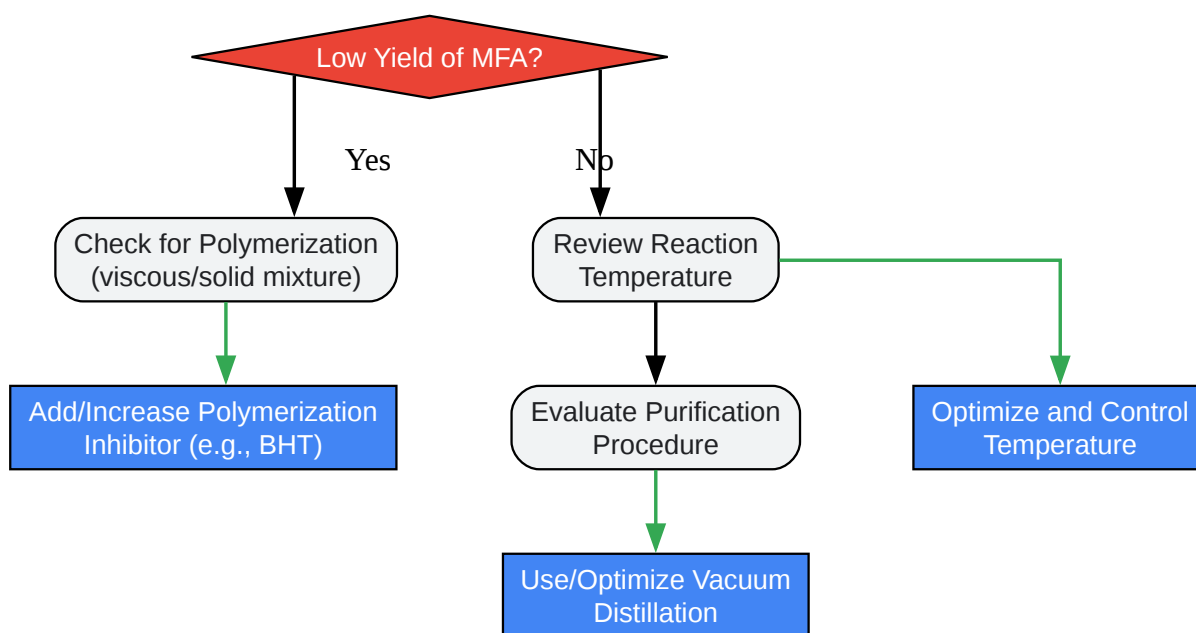 Low Yield of MFA?
Yes
No
Check for Polymerization
(viscous/solid mixture)
Review Reaction
Temperature
Add/Increase Polymerization
Inhibitor (e.g., BHT)
Evaluate Purification
Procedure
Optimize and Control
Temperature
Use/Optimize Vacuum
Distillation